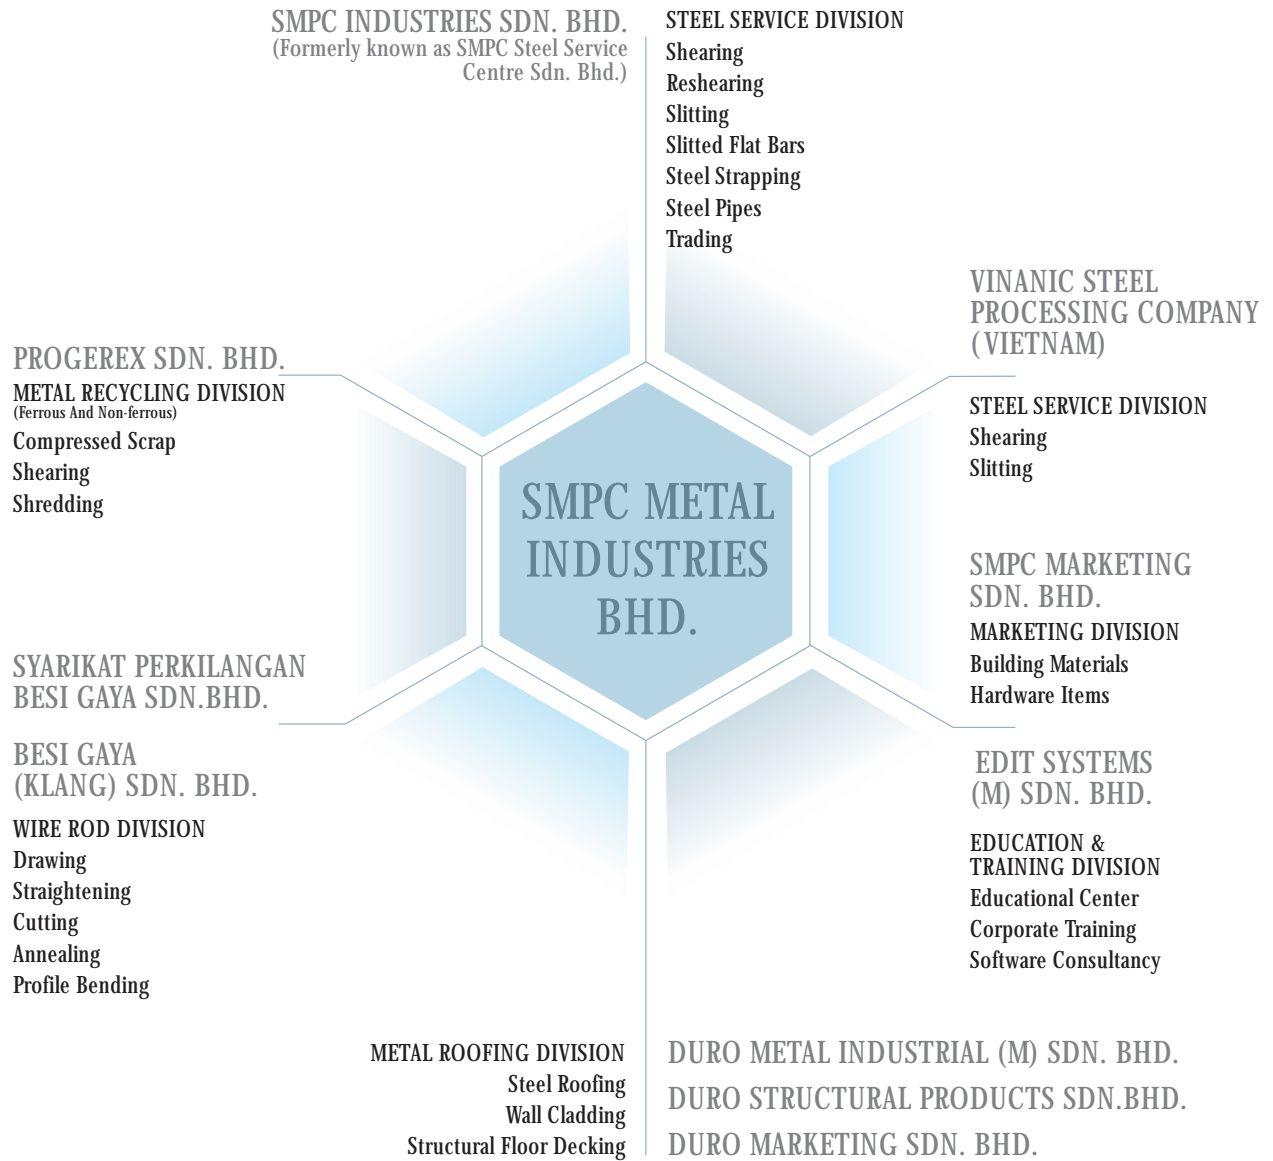 SMPC INDUSTRIES SDN. BHD.
(Formerly known as SMPC Steel Service
Centre Sdn. Bhd.)
STEEL SERVICE DIVISION
Shearing
Reshearing
Slitting
Slitted Flat Bars
Steel Strapping
Steel Pipes
Trading
VINANIC STEEL
PROCESSING COMPANY
(VIETNAM)
STEEL SERVICE DIVISION
Shearing
Slitting
PROGEREX SDN. BHD.
METAL RECYCLING DIVISION
(Ferrous And Non-ferrous)
Compressed Scrap
Shearing
Shredding
SMPC METAL
INDUSTRIES
BHD.
SMPC MARKETING
SDN. BHD.
MARKETING DIVISION
Building Materials
Hardware Items
SYARIKAT PERKILANGAN
BESI GAYA SDN.BHD.
BESI GAYA
(KLANG) SDN. BHD.
WIRE ROD DIVISION
Drawing
Straightening
Cutting
Annealing
Profile Bending
EDIT SYSTEMS
(M) SDN. BHD.
EDUCATION &
TRAINING DIVISION
Educational Center
Corporate Training
Software Consultancy
METAL ROOFING DIVISION
Steel Roofing
Wall Cladding
Structural Floor Decking
DURO METAL INDUSTRIAL (M) SDN. BHD.
DURO STRUCTURAL PRODUCTS SDN.BHD.
DURO MARKETING SDN. BHD.